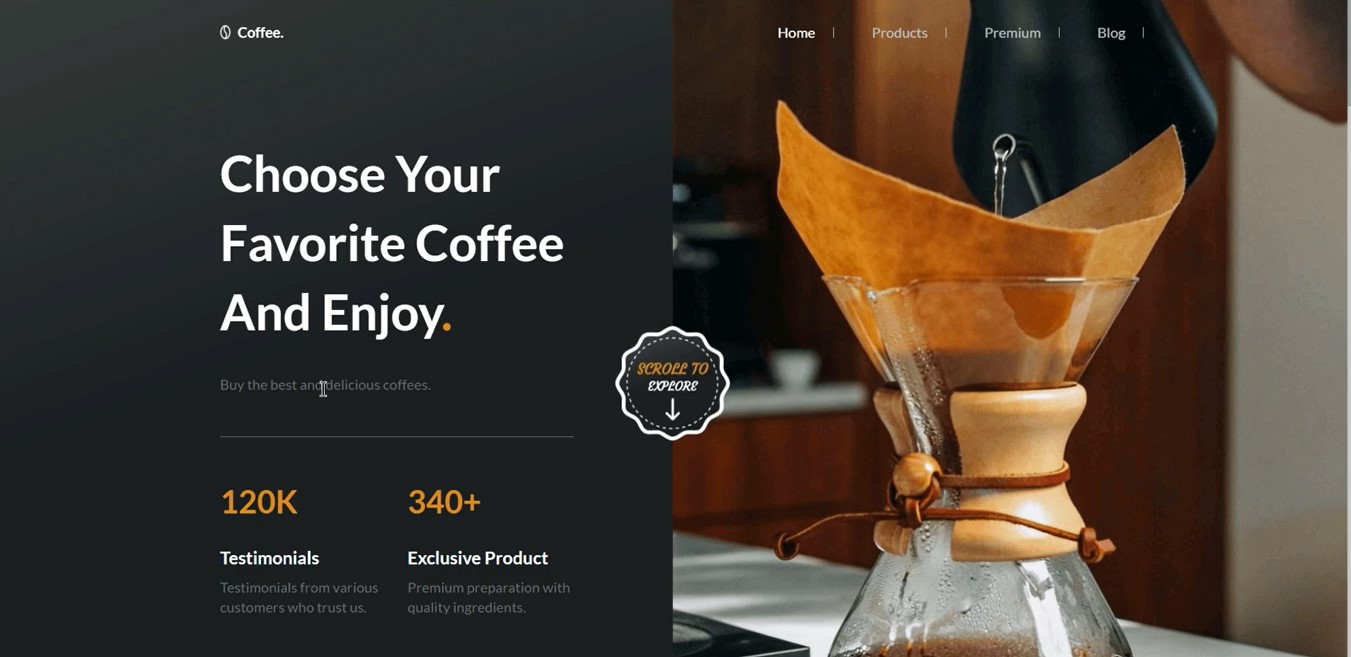 Coffee.
Home
Products
Premium
Blog
Choose Your
Favorite Coffee
And Enjoy.
Buy the best and delicious coffees.
SCROLL TO
EXPLORE
120K
340+
Testimonials
Exclusive Product
Testimonials from various
customers who trust us.
Premium preparation with
quality ingredients.